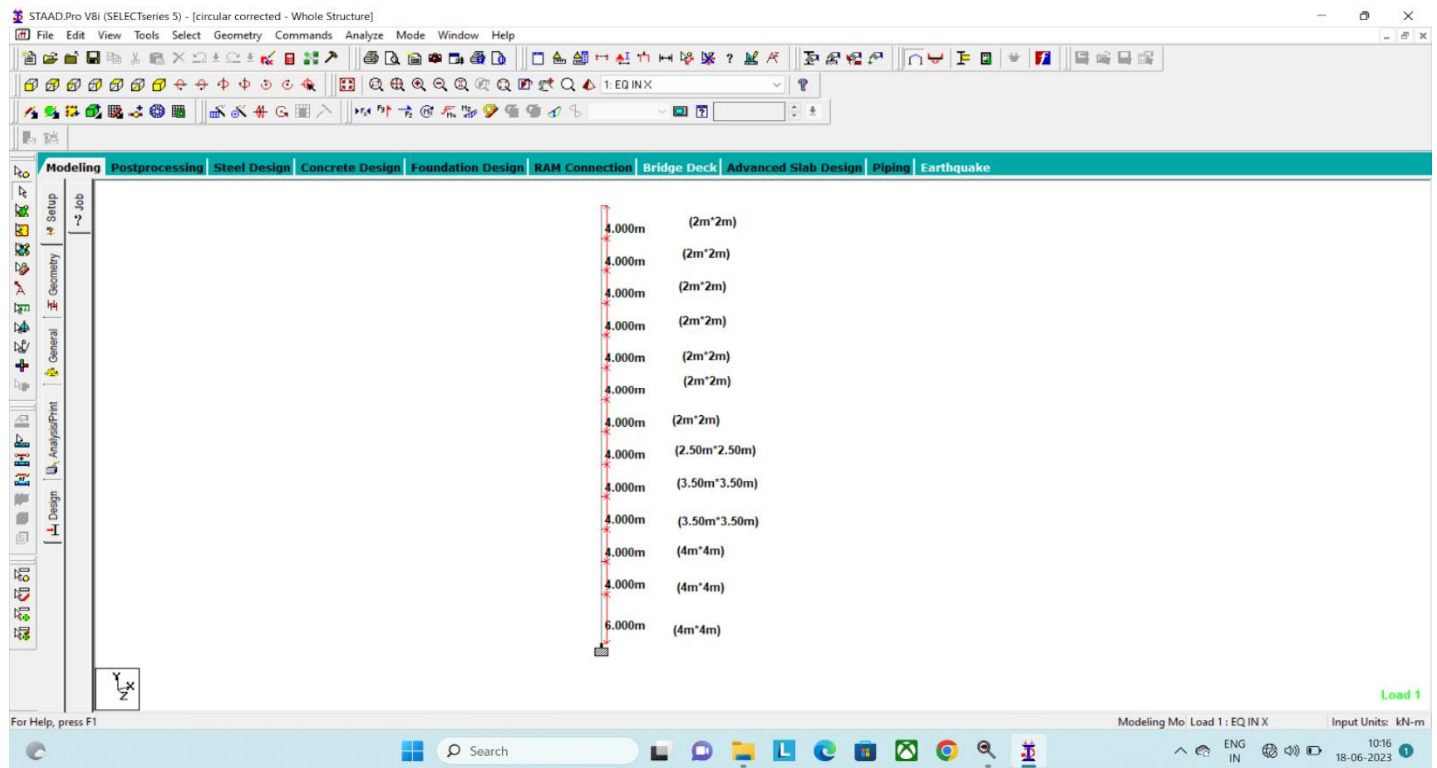 STAAD.Pro V8i (SELECTseries 5) - [circular corrected - Whole Structure]
File Edit View Tools Select Geometry Commands Analyze Mode Window Help
1: EQ IN X
Modeling Postprocessing Steel Design Concrete Design Foundation Design RAM Connection Bridge Deck Advanced Slab Design Piping Earthquake
Setup
Geometry
General
Analysis/Print
Design
Job
4.000m (2m*2m)
4.000m (2m*2m)
4.000m (2m*2m)
4.000m (2m*2m)
4.000m (2m*2m)
4.000m (2m*2m)
4.000m (2m*2m)
4.000m (2.50m*2.50m)
4.000m (3.50m*3.50m)
4.000m (3.50m*3.50m)
4.000m (4m*4m)
4.000m (4m*4m)
6.000m (4m*4m)
Y
X
Z
Load 1
For Help, press F1 Modeling Mo Load 1 : EQ IN X Input Units: kN-m
Search
ENG
IN
10:16
18-06-2023
1